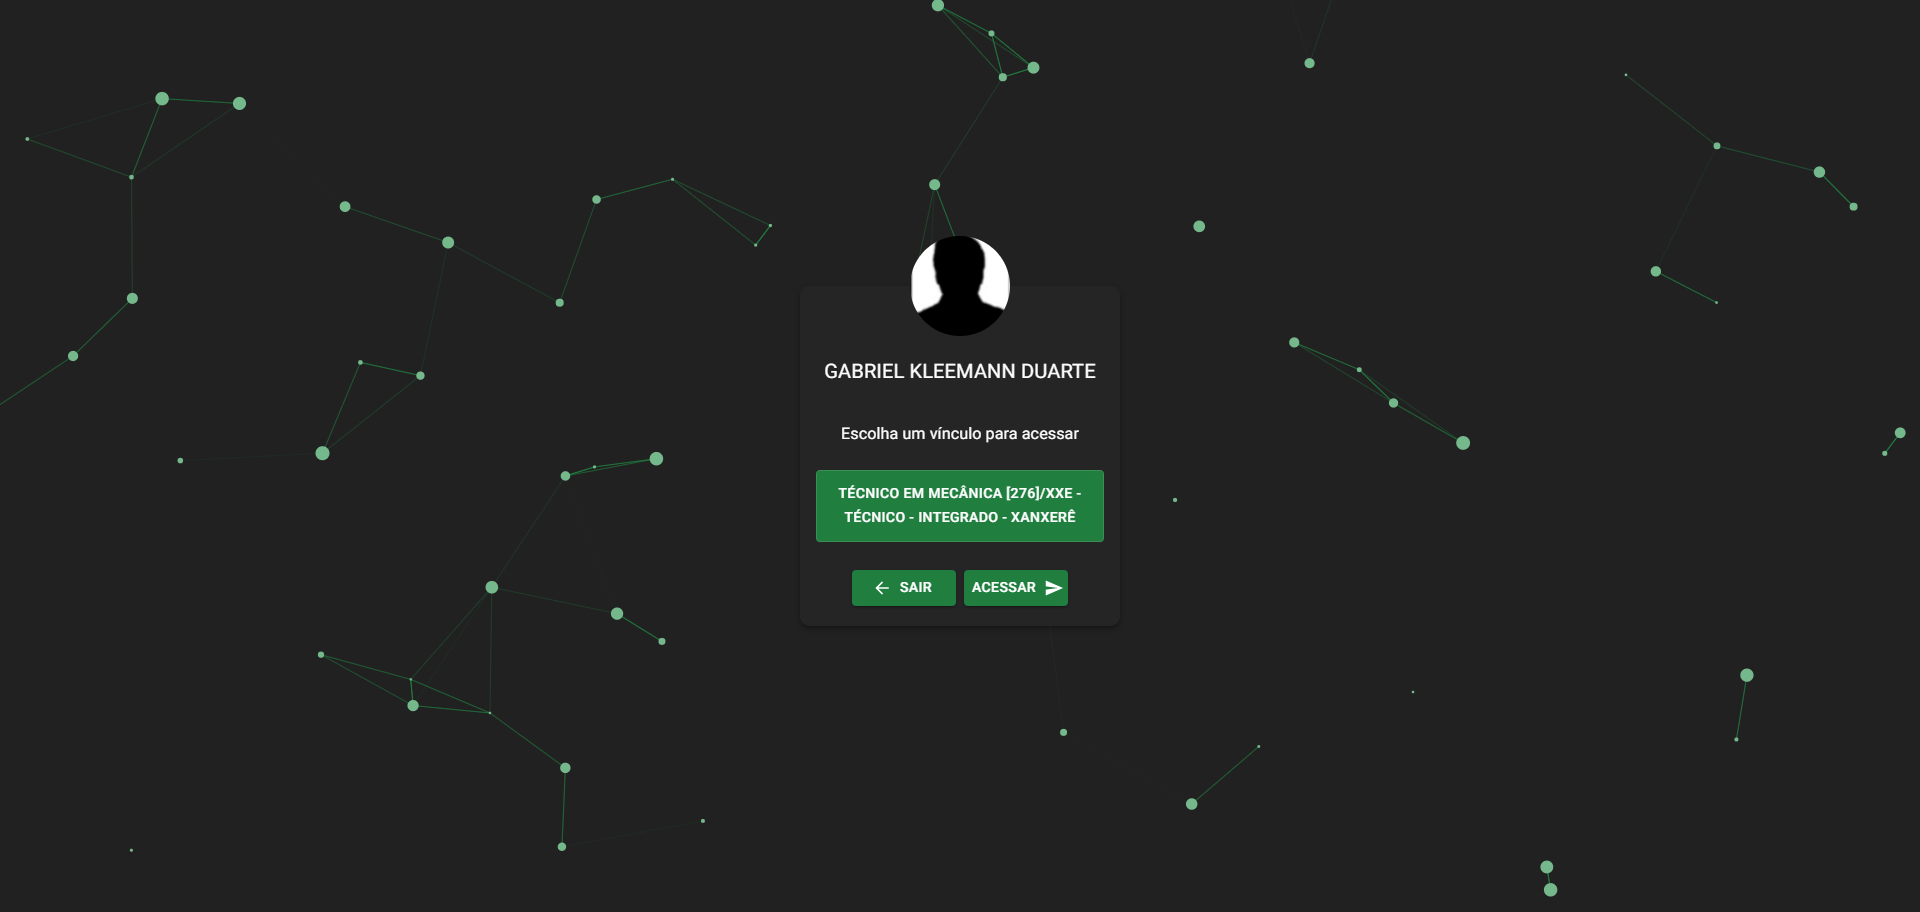 GABRIEL KLEEMANN DUARTE
Escolha um vínculo para acessar
TÉCNICO EM MECÂNICA [276]/XXE -
TÉCNICO - INTEGRADO - XANXERÊ
SAIR
ACESSAR